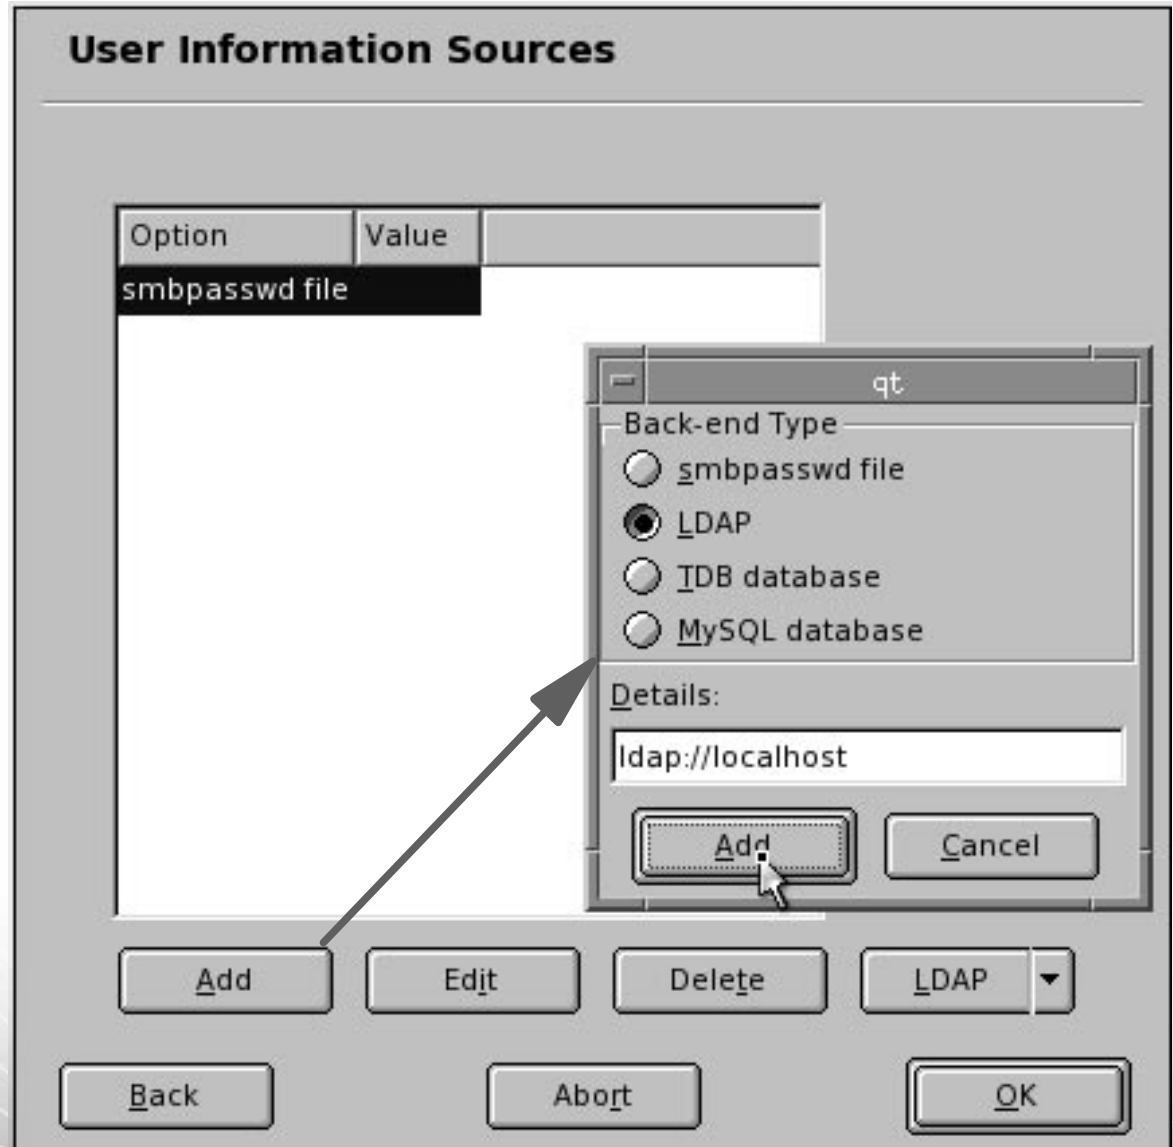 User Information Sources
Option Value
smbpasswd file
qt
Back-end Type
smbpasswd file
LDAP
TDB database
MySQL database
Details:
ldap://localhost
Add Cancel
Add Edit Delete LDAP
Back Abort OK